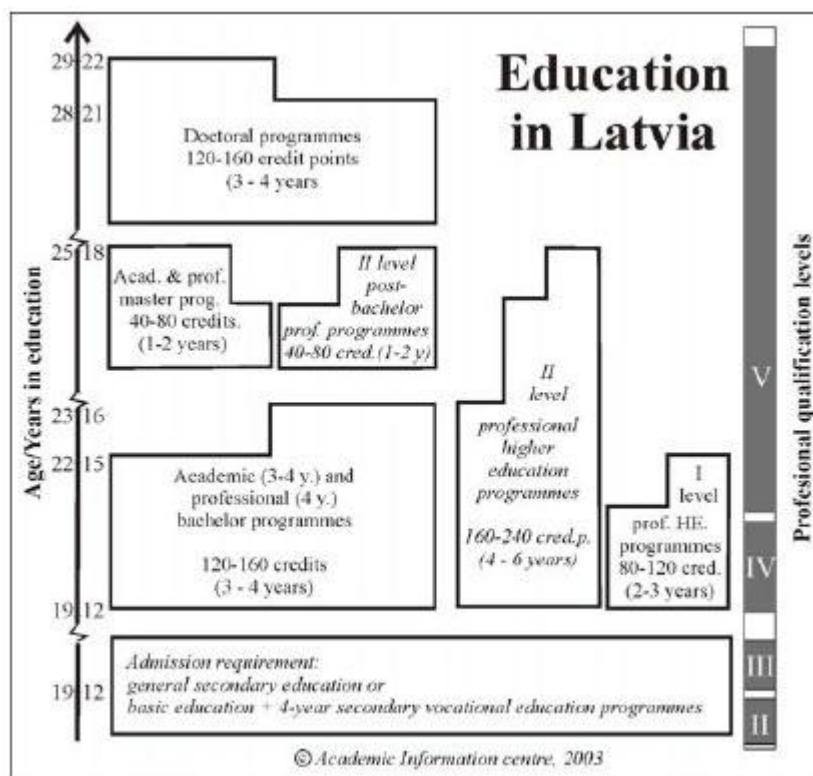 Education
in Latvia
Age/Years in education
29 22
28 21
25 18
23 16
22 15
19 12
19 12
Doctoral programmes
120-160 credit points
(3 - 4 years
Acad. & prof.
master prog.
40-80 credits.
(1-2 years)
II level
post-
bachelor
prof. programmes
40-80 cred.(1-2 y)
II
level
professional
higher
education
programmes
160-240 cred.p.
(4 - 6 years)
Academic (3-4 y.) and
professional (4 y.)
bachelor programmes
120-160 credits
(3 - 4 years)
I
level
prof. HE.
programmes
80-120 cred.
(2-3 years)
Admission requirement:
general secondary education or
basic education + 4-year secondary vocational education programmes
© Academic Information centre, 2003
V
IV
III
II
Profesional qualification levels